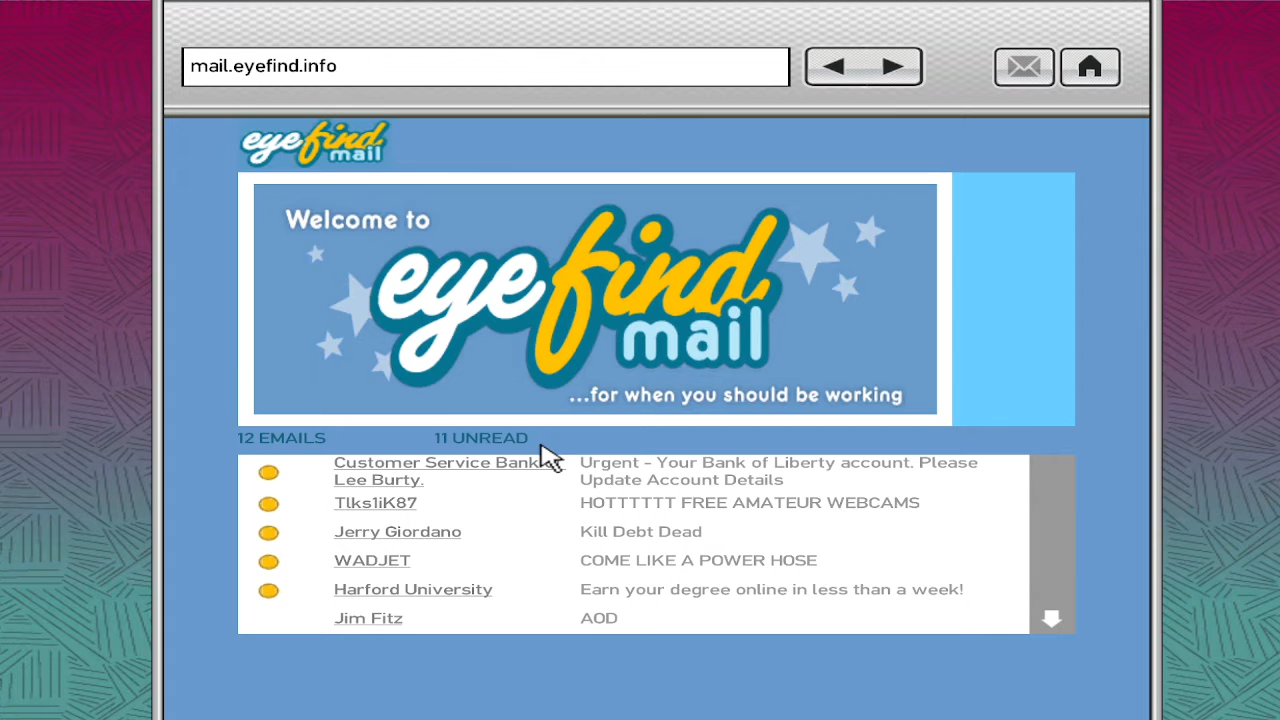 mail.eyefind.info
eyefind
mail
Welcome to
eyefind
mail
...for when you should be working
12 EMAILS 11 UNREAD
Customer Service Bank Urgent - Your Bank of Liberty account. Please
Lee Burty. Update Account Details
Tlks1iK87 HOTTTTTT FREE AMATEUR WEBCAMS
Jerry Giordano Kill Debt Dead
WADJET COME LIKE A POWER HOSE
Harford University Earn your degree online in less than a week!
Jim Fitz AOD